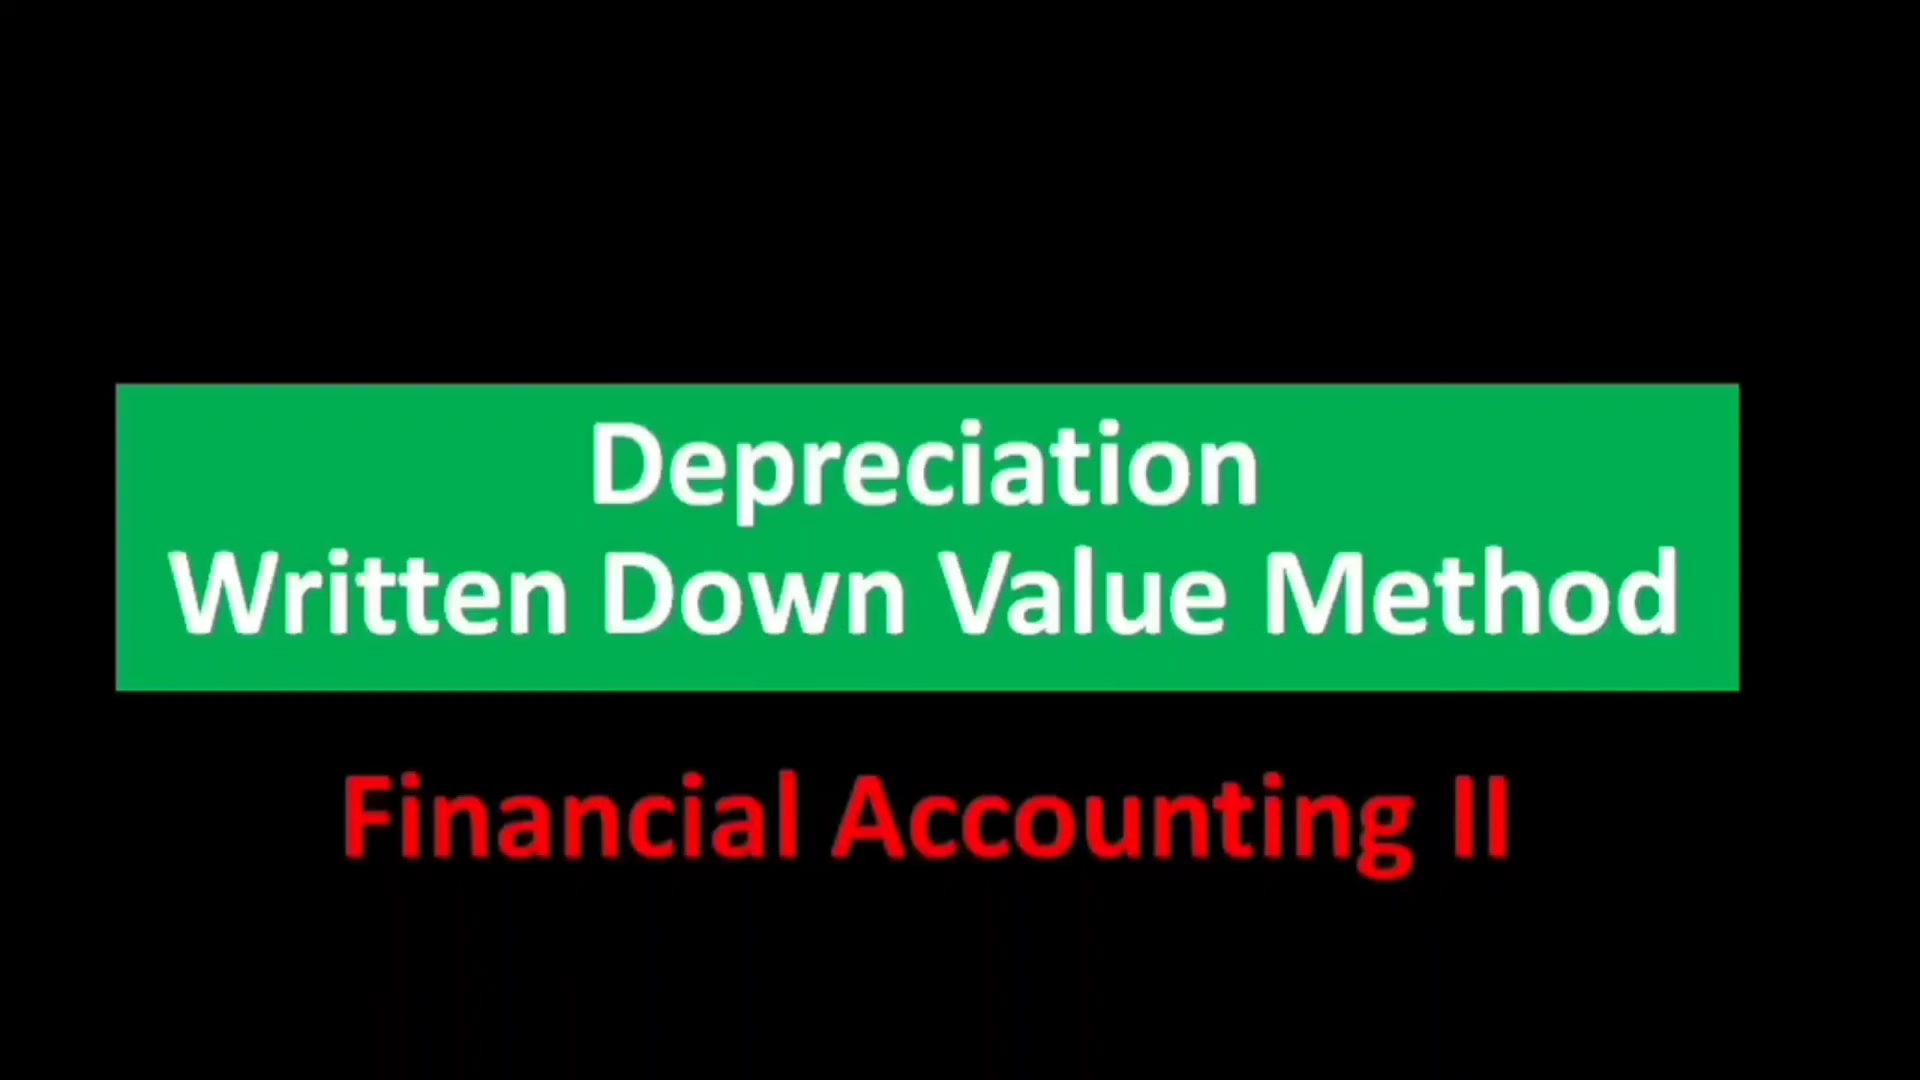 Depreciation
Written Down Value Method
Financial Accounting II